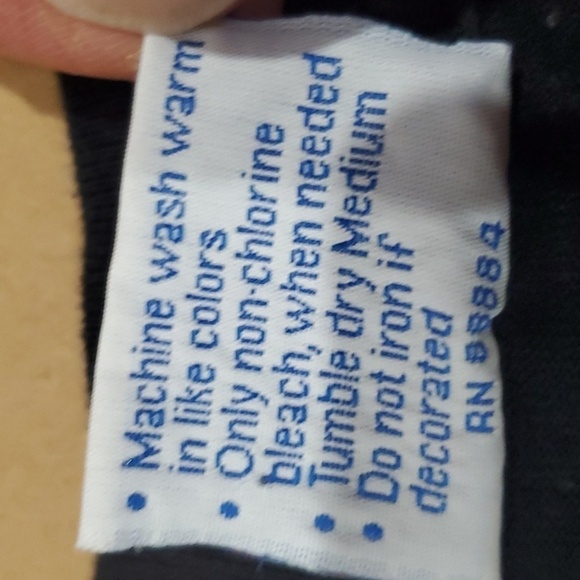 • Machine wash warm
in like colors
• Only non-chlorine
bleach, when needed
• Tumble dry Medium
• Do not iron if
decorated
RN 88884